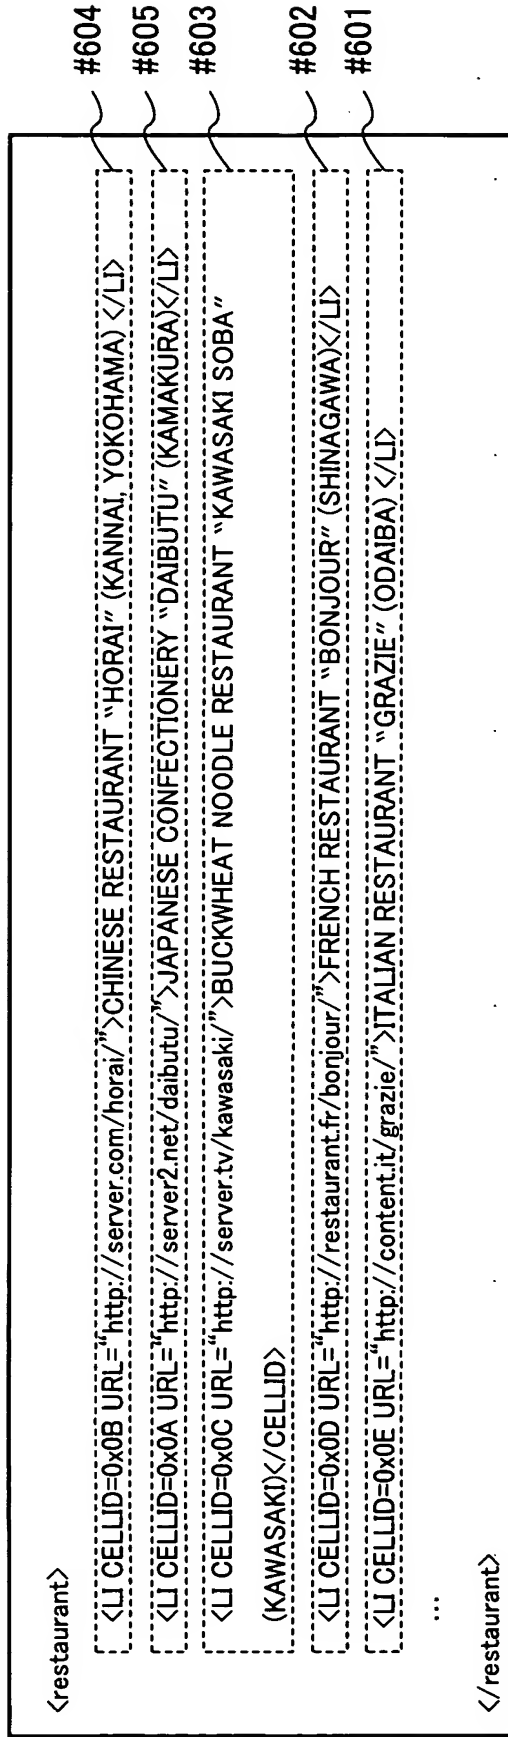 <restaurant>
<LI CELLID=0x0B URL="http://server.com/horai/">CHINESE RESTAURANT "HORAI" (KANNAI, YOKOHAMA) </LI> #604
<LI CELLID=0x0A URL="http://server2.net/daibutu/">JAPANESE CONFECTIONERY "DAIBUTU" (KAMAKURA)</LI> #605
<LI CELLID=0x0C URL="http://server.tv/kawasaki/">BUCKWHEAT NOODLE RESTAURANT "KAWASAKI SOBA" #603
(KAWASAKI)</CELLID>
<LI CELLID=0x0D URL="http://restaurant.fr/bonjour/">FRENCH RESTAURANT "BONJOUR" (SHINAGAWA)</LI> #602
<LI CELLID=0x0E URL="http://content.it/grazie/">ITALIAN RESTAURANT "GRAZIE" (ODAIBA) </LI> #601
...
</restaurant>